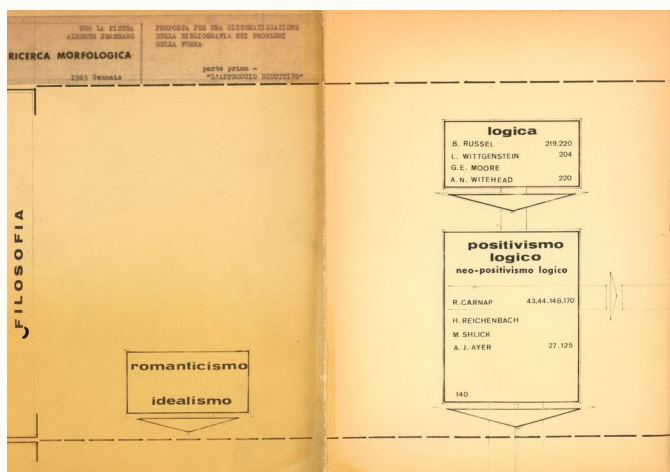 UGO LA PIETRA
ALBERTO SEASSARO
RICERCA MORFOLOGICA
1965 Gennaio
PROPOSTA PER UNA SISTEMATIZZAZIONE
DELLA BIBLIOGRAFIA SUI PROBLEMI
DELLA FORMA
parte prima -
"L'APPROCCIO DEDUTTIVO"
FILOSOFIA
romanticismo
idealismo
logica
B. RUSSEL 219,220
L. WITTGENSTEIN 204
G.E. MOORE
A.N. WITEHEAD 220
positivismo
logico
neo-positivismo logico
R.CARNAP 43,44,148,170
H. REICHENBACH
M. SHLICK
A. J. AYER 27,125
140